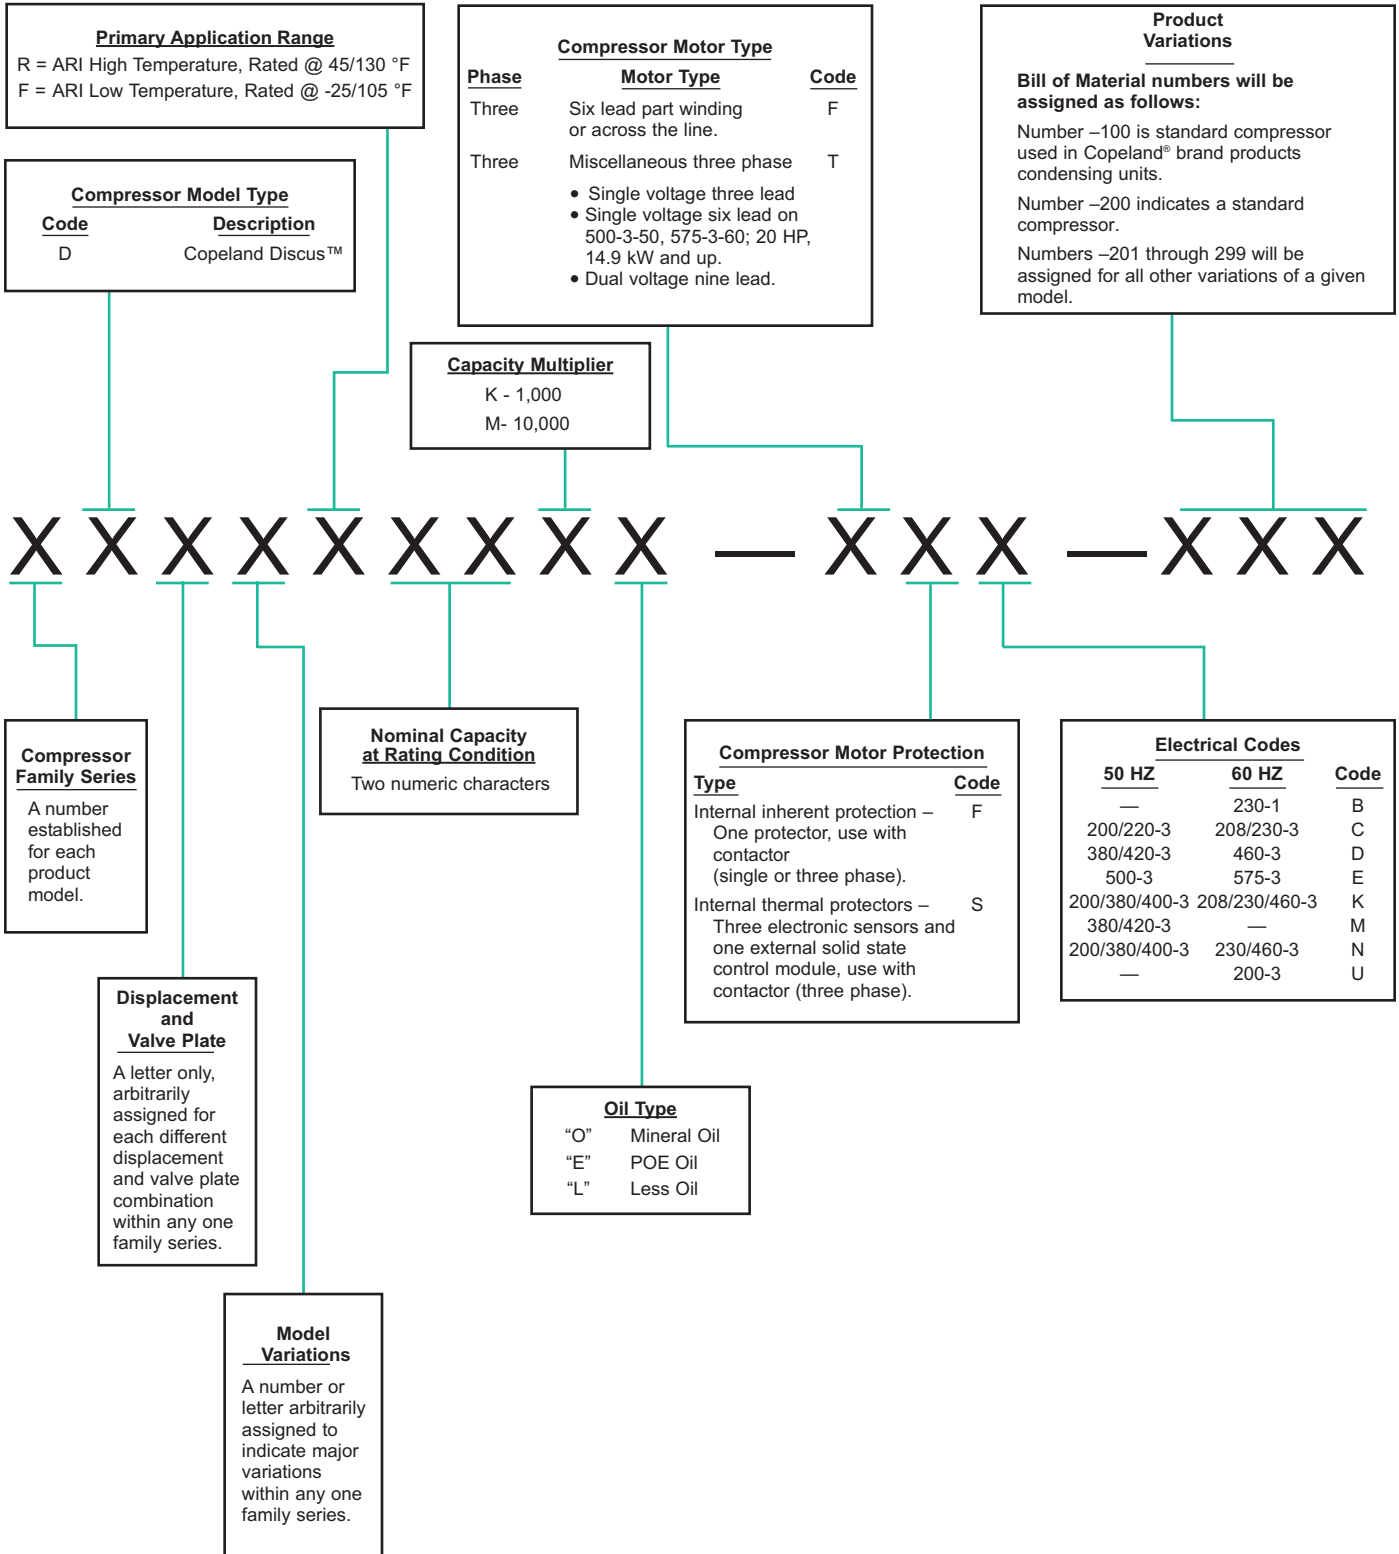 Primary Application Range
R = ARI High Temperature, Rated @ 45/130 °F
F = ARI Low Temperature, Rated @ -25/105 °F
Compressor Model Type
Code Description
D Copeland Discus™
Compressor Motor Type
Phase Motor Type Code
Three Six lead part winding F
or across the line.
Three Miscellaneous three phase T
• Single voltage three lead
• Single voltage six lead on
500-3-50, 575-3-60; 20 HP,
14.9 kW and up.
• Dual voltage nine lead.
Capacity Multiplier
K - 1,000
M- 10,000
Product
Variations
Bill of Material numbers will be
assigned as follows:
Number –100 is standard compressor
used in Copeland® brand products
condensing units.
Number –200 indicates a standard
compressor.
Numbers –201 through 299 will be
assigned for all other variations of a given
model.
X X X X X X X X X — X X X — X X X
Compressor
Family Series
A number
established
for each
product
model.
Displacement
and
Valve Plate
A letter only,
arbitrarily
assigned for
each different
displacement
and valve plate
combination
within any one
family series.
Model
Variations
A number or
letter arbitrarily
assigned to
indicate major
variations
within any one
family series.
Nominal Capacity
at Rating Condition
Two numeric characters
Oil Type
“O” Mineral Oil
“E” POE Oil
“L” Less Oil
Compressor Motor Protection
Type Code
Internal inherent protection – F
One protector, use with
contactor
(single or three phase).
Internal thermal protectors – S
Three electronic sensors and
one external solid state
control module, use with
contactor (three phase).
Electrical Codes
50 HZ 60 HZ Code
— 230-1 B
200/220-3 208/230-3 C
380/420-3 460-3 D
500-3 575-3 E
200/380/400-3 208/230/460-3 K
380/420-3 — M
200/380/400-3 230/460-3 N
— 200-3 U